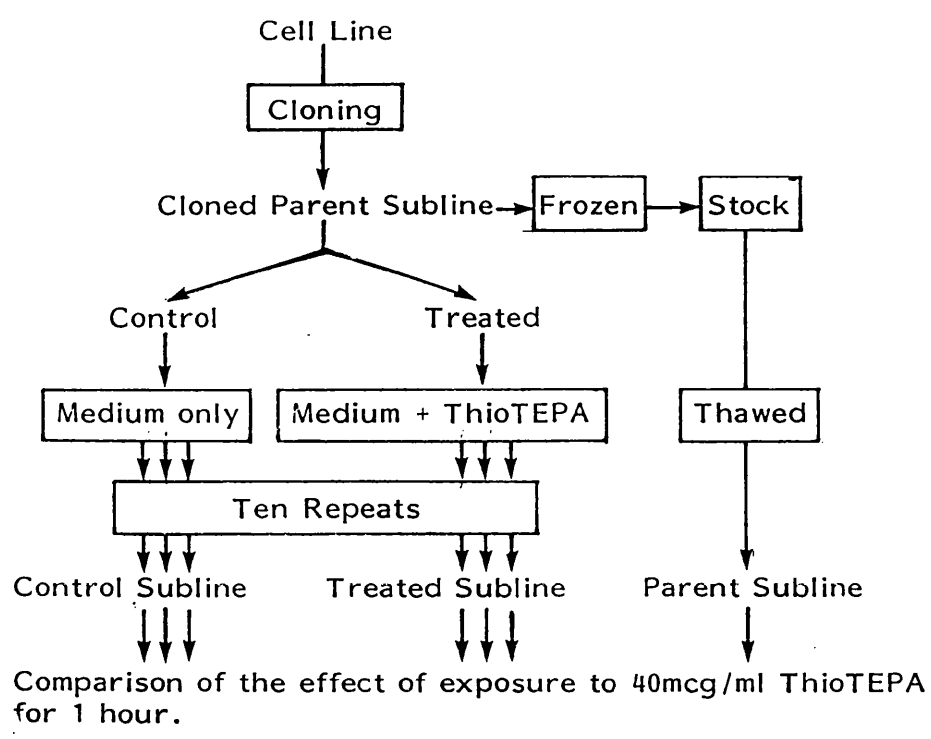 Cell Line
Cloning
Cloned Parent Subline
Frozen
Stock
Control
Treated
Medium only
Medium + ThioTEPA
Thawed
Ten Repeats
Control Subline
Treated Subline
Parent Subline
Comparison of the effect of exposure to 40mcg/ml ThioTEPA
for 1 hour.